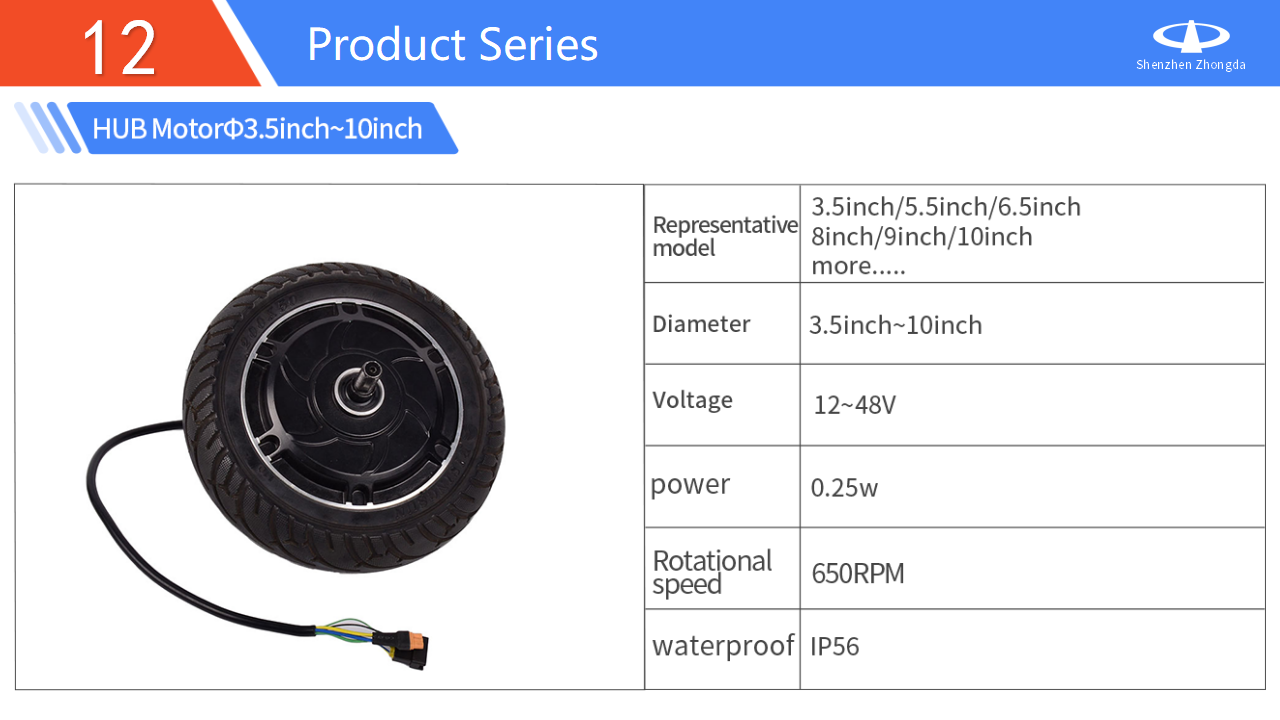 12
Product Series
Shenzhen Zhongda
HUB MotorΦ3.5inch~10inch
Representative
model
3.5inch/5.5inch/6.5inch
8inch/9inch/10inch
more.....
Diameter
3.5inch~10inch
Voltage
12~48V
power
0.25w
Rotational
speed
650RPM
waterproof
IP56